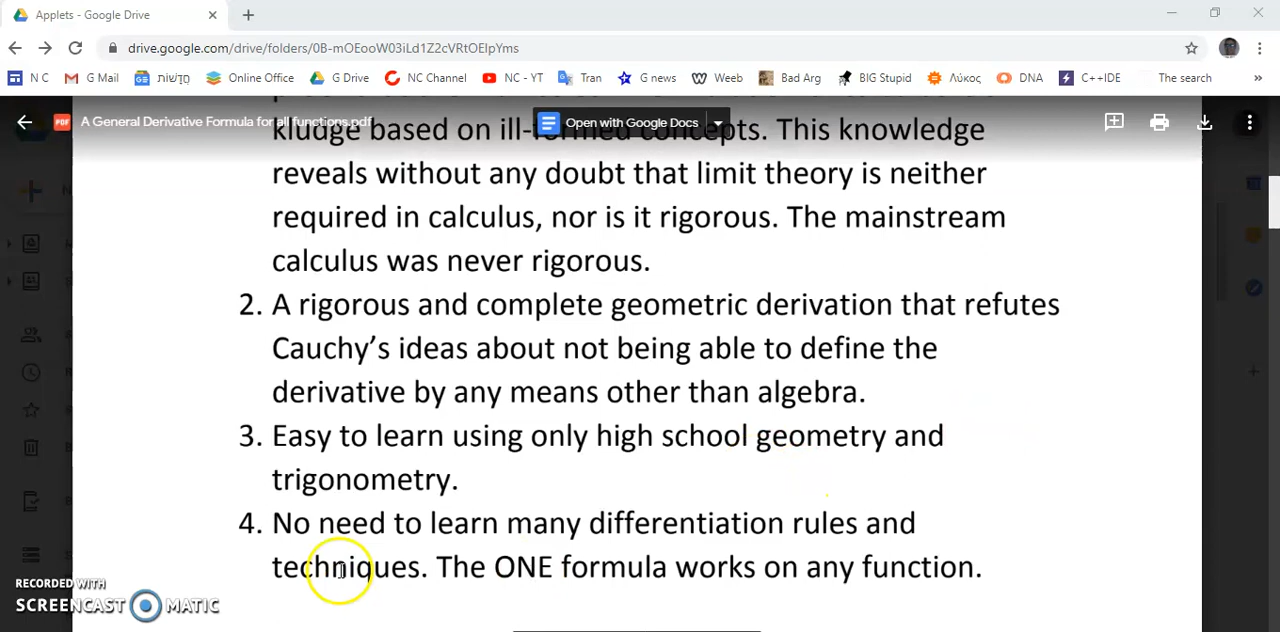 Applets - Google Drive
drive.google.com/drive/folders/0B-mOEooW03iLd1Z2cVRtOEIpYms
N C G Mail חֲדָשׁוֹת Online Office G Drive NC Channel NC - YT Tran G news Weeb Bad Arg BIG Stupid Λύκος DNA C++IDE The search »
A General Derivative Formula for all functions.pdf Open with Google Docs
kludge based on ill-formed concepts. This knowledge
reveals without any doubt that limit theory is neither
required in calculus, nor is it rigorous. The mainstream
calculus was never rigorous.
2. A rigorous and complete geometric derivation that refutes
Cauchy’s ideas about not being able to define the
derivative by any means other than algebra.
3. Easy to learn using only high school geometry and
trigonometry.
4. No need to learn many differentiation rules and
techniques. The ONE formula works on any function.
RECORDED WITH
SCREENCAST MATIC